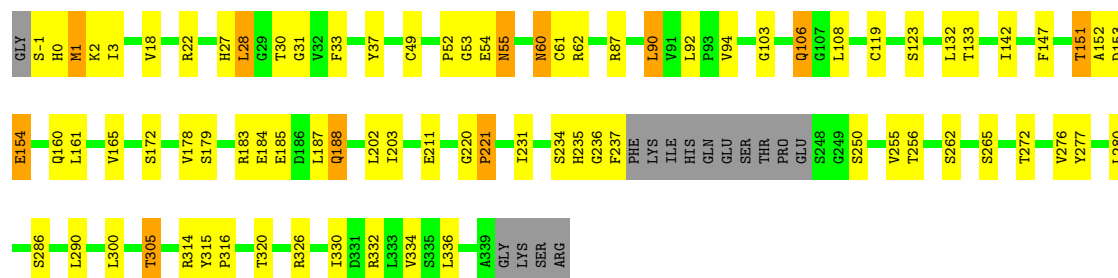 GLY S-1 H0 M1 K2 I3 V18 R22 H27 L28 G29 T30 G31 V32 F33 Y37 C49 P52 G53 E54 N55 N60 C61 R62 R87 L90 V91 L92 P93 V94 G103 Q106 G107 L108 C119 S123 L132 T133 I142 F147 T151 A152 D153
E154 Q160 L161 V165 S172 V178 S179 R183 E184 E185 D186 L187 Q188 L202 I203 E211 G220 P221 I231 S234 H235 G236 F237 PHE LYS ILE HIS GLN GLU SER THR PRO GLU S248 G249 S250 V255 T256 S262 S265 T272 V276 Y277 L280
S286 L290 L300 T305 R314 Y315 P316 T320 R326 I330 D331 R332 L333 V334 S335 L336 A339 GLY LYS SER ARG